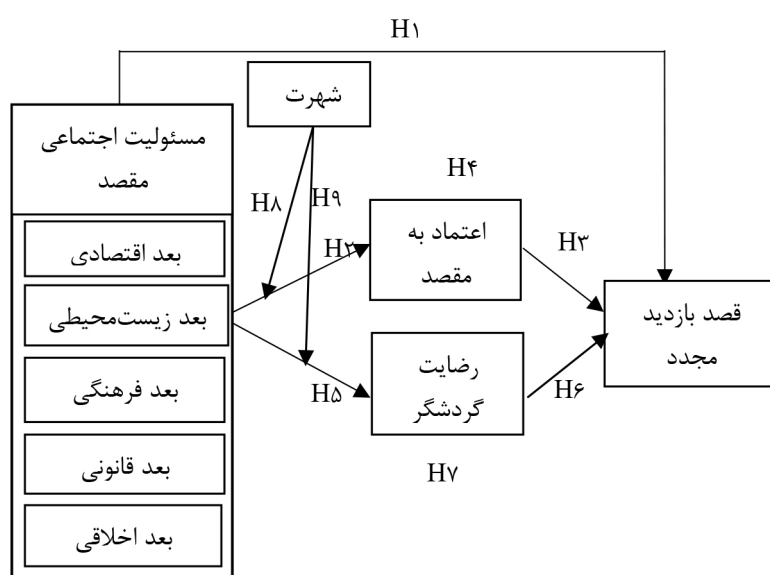 H۱
شهرت
مسئولیت اجتماعی
مقصد
H۴
H۸
H۹
اعتماد به
مقصد
H۲
H۳
بعد اقتصادی
بعد زیست‌محیطی
قصد بازدید
مجدد
رضایت
گردشگر
بعد فرهنگی
H۵
H۶
بعد قانونی
H۷
بعد اخلاقی